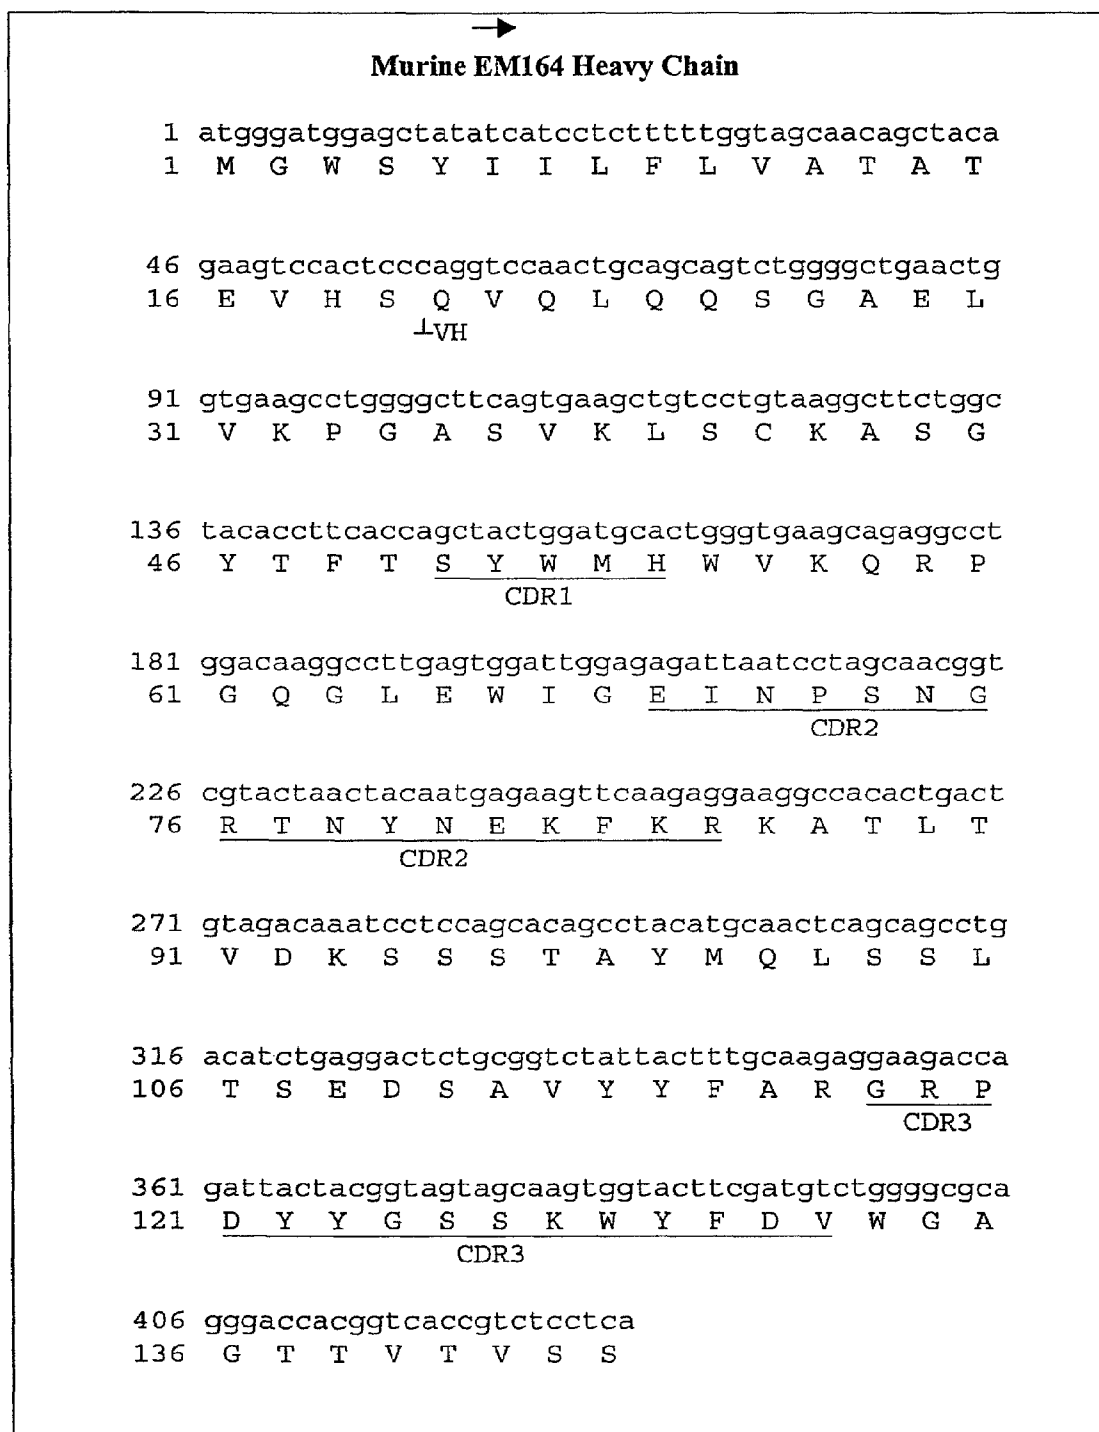 Murine EM164 Heavy Chain
1 atgggatggagctatatcatcctctttttggtagcaacagctaca
1 M G W S Y I I L F L V A T A T
46 gaagtccactcccaggtccaactgcagcagtctggggctgaactg
16 E V H S Q V Q L Q Q S G A E L
┴VH
91 gtgaagcctggggcttcagtgaagctgtcctgtaaggcttctggc
31 V K P G A S V K L S C K A S G
136 tacaccttcaccagctactggatgcactgggtgaagcagaggcct
46 Y T F T S Y W M H W V K Q R P
CDR1
181 ggacaaggccttgagtggattggagagattaatcctagcaacggt
61 G Q G L E W I G E I N P S N G
CDR2
226 cgtactaactacaatgagaagttcaagaggaaggccacactgact
76 R T N Y N E K F K R K A T L T
CDR2
271 gtagacaaatcctccagcacagcctacatgcaactcagcagcctg
91 V D K S S S T A Y M Q L S S L
316 acatctgaggactctgcggtctattactttgcaagaggaagacca
106 T S E D S A V Y Y F A R G R P
CDR3
361 gattactacggtagtagcaagtggtacttcgatgtctggggcgca
121 D Y Y G S S K W Y F D V W G A
CDR3
406 gggaccacggtcaccgtctcctca
136 G T T V T V S S